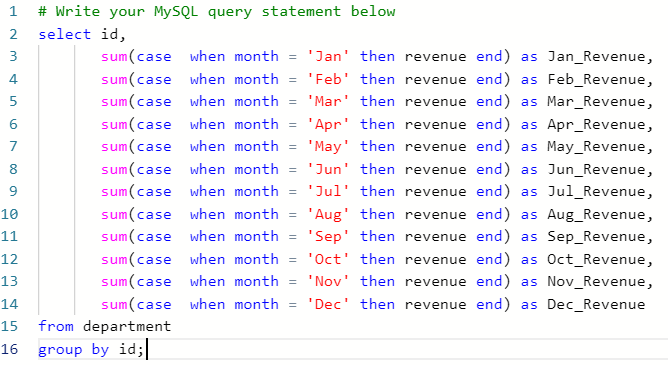 1 # Write your MySQL query statement below
2 select id,
3 sum(case  when month = 'Jan' then revenue end) as Jan_Revenue,
4 sum(case  when month = 'Feb' then revenue end) as Feb_Revenue,
5 sum(case  when month = 'Mar' then revenue end) as Mar_Revenue,
6 sum(case  when month = 'Apr' then revenue end) as Apr_Revenue,
7 sum(case  when month = 'May' then revenue end) as May_Revenue,
8 sum(case  when month = 'Jun' then revenue end) as Jun_Revenue,
9 sum(case  when month = 'Jul' then revenue end) as Jul_Revenue,
10 sum(case  when month = 'Aug' then revenue end) as Aug_Revenue,
11 sum(case  when month = 'Sep' then revenue end) as Sep_Revenue,
12 sum(case  when month = 'Oct' then revenue end) as Oct_Revenue,
13 sum(case  when month = 'Nov' then revenue end) as Nov_Revenue,
14 sum(case  when month = 'Dec' then revenue end) as Dec_Revenue
15 from department
16 group by id;